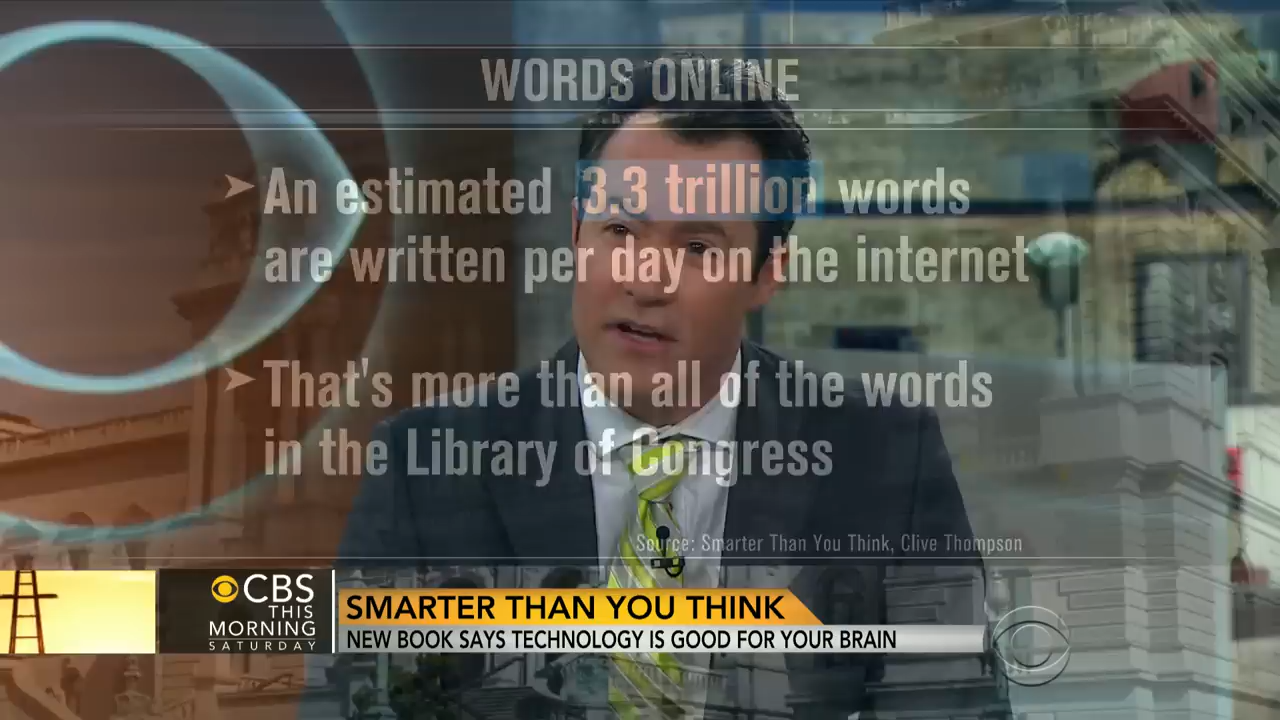 WORDS ONLINE
An estimated 3.3 trillion words
are written per day on the internet
That's more than all of the words
in the Library of Congress
Source: Smarter Than You Think, Clive Thompson
CBS
THIS
MORNING
SATURDAY
SMARTER THAN YOU THINK
NEW BOOK SAYS TECHNOLOGY IS GOOD FOR YOUR BRAIN